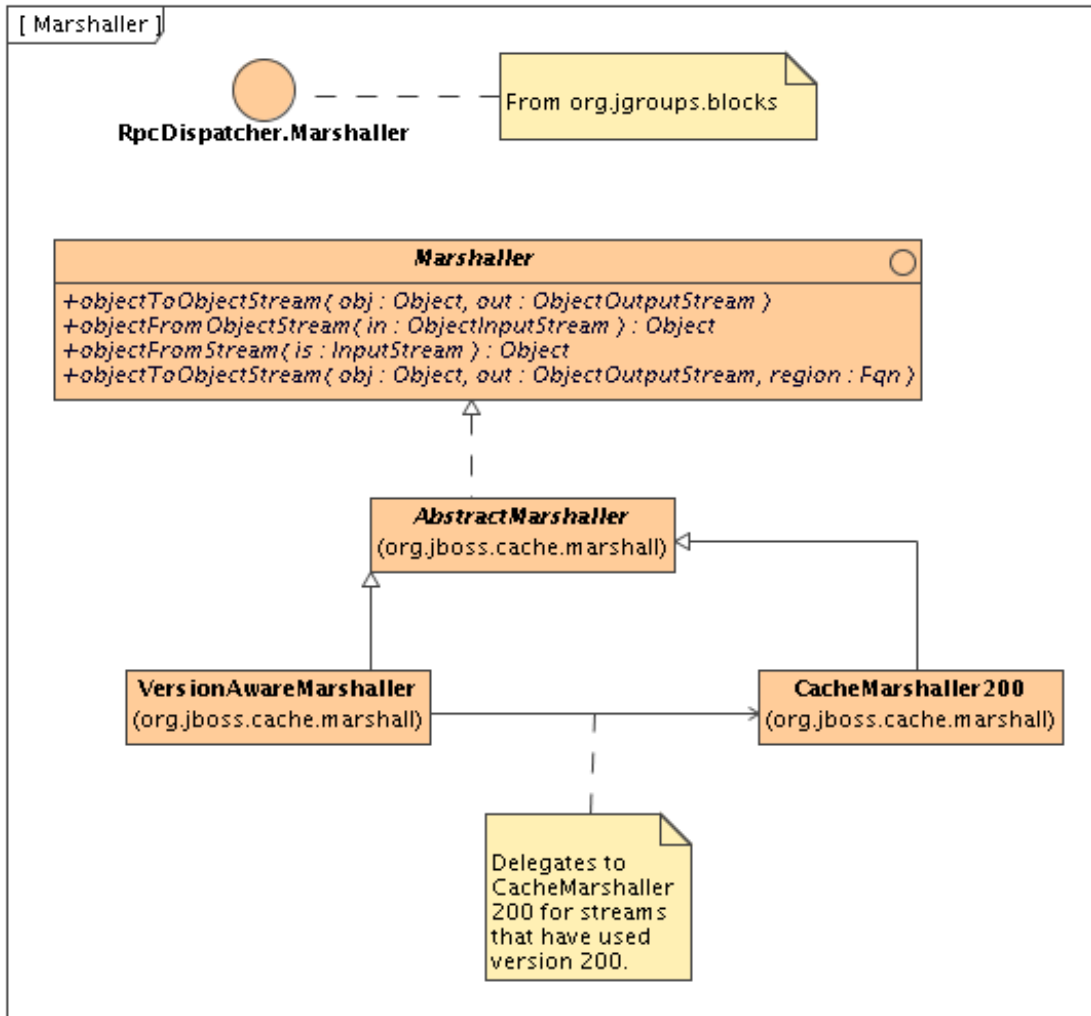 [ Marshaller ]
From org.jgroups.blocks
RpcDispatcher.Marshaller
Marshaller
+objectToObjectStream( obj : Object, out : ObjectOutputStream )
+objectFromObjectStream( in : ObjectInputStream ) : Object
+objectFromStream( is : InputStream ) : Object
+objectToObjectStream( obj : Object, out : ObjectOutputStream, region : Fqn )
AbstractMarshaller
(org.jboss.cache.marshall)
VersionAwareMarshaller
(org.jboss.cache.marshall)
CacheMarshaller200
(org.jboss.cache.marshall)
Delegates to
CacheMarshaller
200 for streams
that have used
version 200.